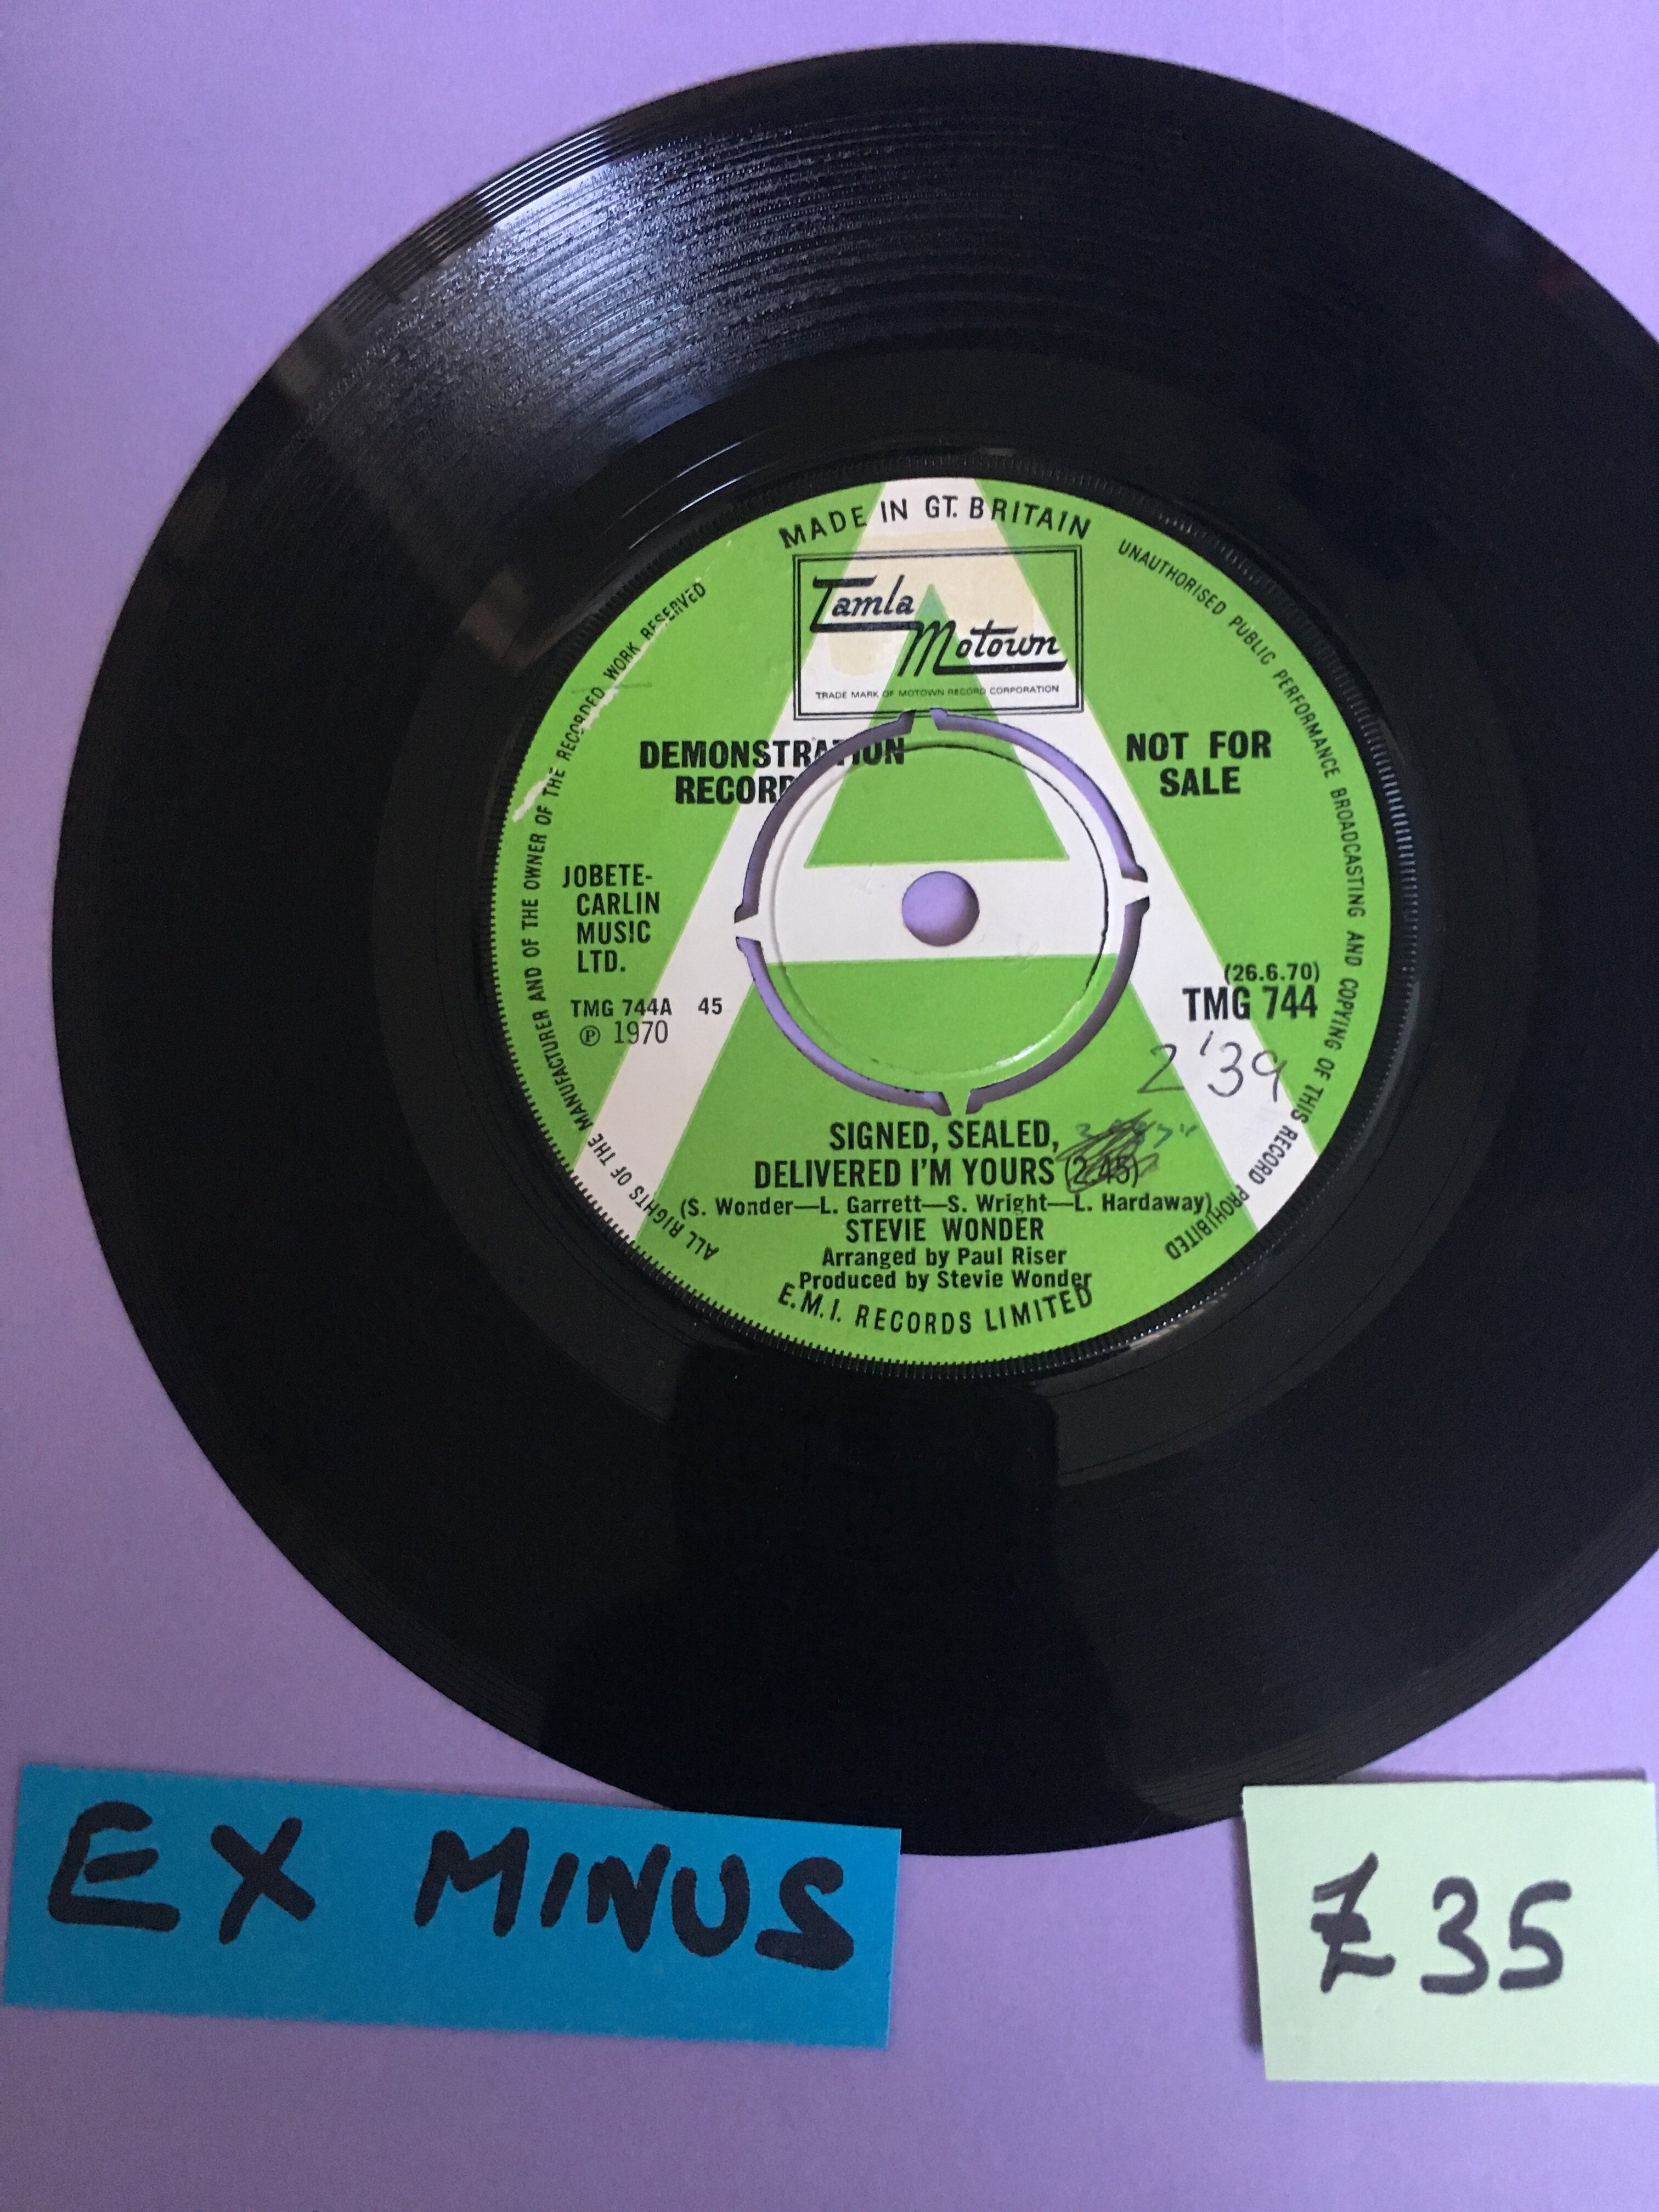 MADE IN GT. BRITAIN
Tamla
Motown
TRADE MARK OF MOTOWN RECORD CORPORATION
UNAUTHORISED PUBLIC PERFORMANCE BROADCASTING AND COPYING OF THIS RECORD PROHIBITED
ALL RIGHTS OF THE MANUFACTURER AND OF THE OWNER OF THE RECORDED WORK RESERVED
DEMONSTRATION
RECORD
NOT FOR
SALE
A
JOBETE-
CARLIN
MUSIC
LTD.
TMG 744A 45
℗ 1970
(26.6.70)
TMG 744
2'39
SIGNED, SEALED,
DELIVERED I'M YOURS (2.45)
(S. Wonder—L. Garrett—S. Wright—L. Hardaway)
STEVIE WONDER
Arranged by Paul Riser
Produced by Stevie Wonder
E.M.I. RECORDS LIMITED
EX MINUS
£35